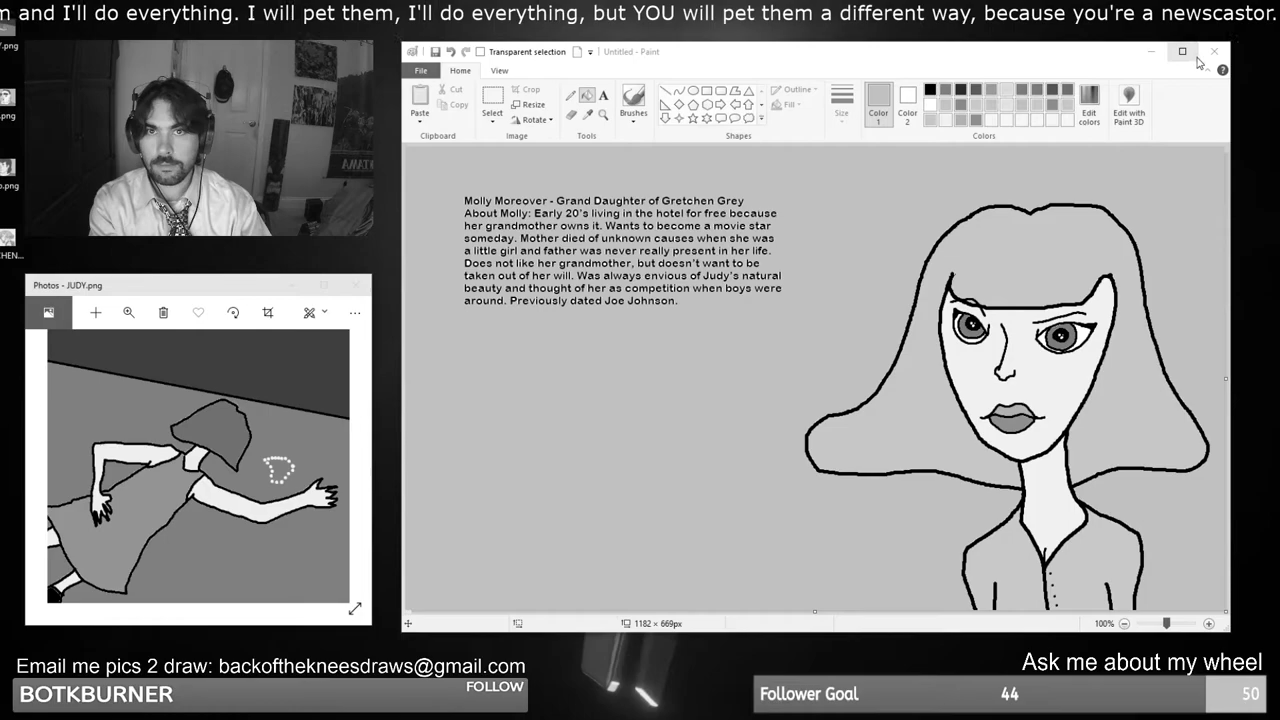 m and I'll do everything. I will pet them, I'll do everything, but YOU will pet them a different way, because you're a newscastor.
Y.png
.png
o.png
CHEN...
Transparent selection
Untitled - Paint
File
Home
View
Paste
Cut
Copy
Clipboard
Select
Crop
Resize
Rotate
Image
Tools
Brushes
Shapes
Outline
Fill
Size
Color 1
Color 2
Colors
Edit colors
Edit with Paint 3D
Molly Moreover - Grand Daughter of Gretchen Grey
About Molly: Early 20's living in the hotel for free because
her grandmother owns it. Wants to become a movie star
someday. Mother died of unknown causes when she was
a little girl and father was never really present in her life.
Does not like her grandmother, but doesn't want to be
taken out of her will. Was always envious of Judy's natural
beauty and thought of her as competition when boys were
around. Previously dated Joe Johnson.
Photos - JUDY.png
1182 × 669px
100%
Email me pics 2 draw: backofthekneesdraws@gmail.com
BOTKBURNER
FOLLOW
Ask me about my wheel
Follower Goal
44
50